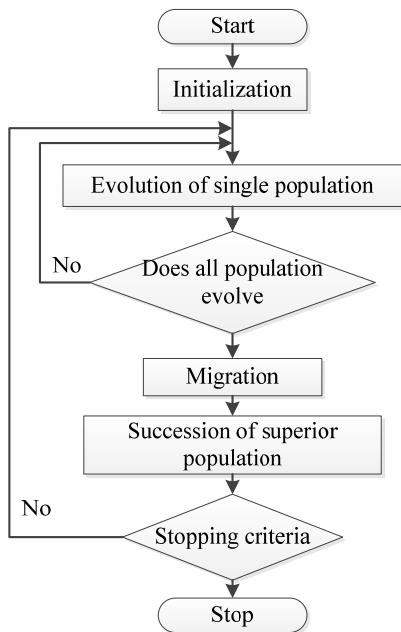 Start
Initialization
Evolution of single population
Does all population
evolve
No
Migration
Succession of superior
population
No
Stopping criteria
Stop